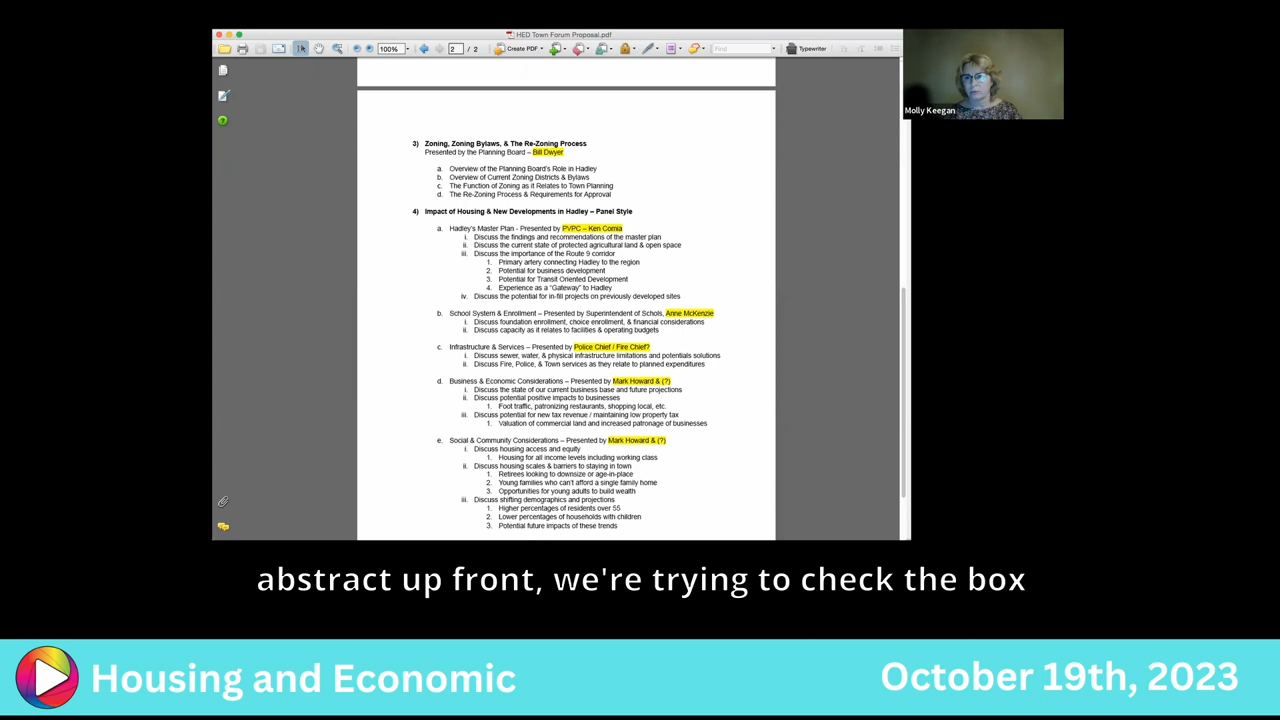 HED Town Forum Proposal.pdf
100%
2 / 2
Create PDF
Find
Typewriter
Molly Keegan
3) Zoning, Zoning Bylaws, & The Re-Zoning Process
Presented by the Planning Board – Bill Dwyer
a. Overview of the Planning Board's Role in Hadley
b. Overview of Current Zoning Districts & Bylaws
c. The Function of Zoning as it Relates to Town Planning
d. The Re-Zoning Process & Requirements for Approval
4) Impact of Housing & New Developments in Hadley – Panel Style
a. Hadley's Master Plan - Presented by PVPC – Ken Comia
i. Discuss the findings and recommendations of the master plan
ii. Discuss the current state of protected agricultural land & open space
iii. Discuss the importance of the Route 9 corridor
1. Primary artery connecting Hadley to the region
2. Potential for business development
3. Potential for Transit Oriented Development
4. Experience as a "Gateway" to Hadley
iv. Discuss the potential for in-fill projects on previously developed sites
b. School System & Enrollment – Presented by Superintendent of Schols, Anne McKenzie
i. Discuss foundation enrollment, choice enrollment, & financial considerations
ii. Discuss capacity as it relates to facilities & operating budgets
c. Infrastructure & Services – Presented by Police Chief / Fire Chief?
i. Discuss sewer, water, & physical infrastructure limitations and potentials solutions
ii. Discuss Fire, Police, & Town services as they relate to planned expenditures
d. Business & Economic Considerations – Presented by Mark Howard & (?)
i. Discuss the state of our current business base and future projections
ii. Discuss potential positive impacts to businesses
1. Foot traffic, patronizing restaurants, shopping local, etc.
iii. Discuss potential for new tax revenue / maintaining low property tax
1. Valuation of commercial land and increased patronage of businesses
e. Social & Community Considerations – Presented by Mark Howard & (?)
i. Discuss housing access and equity
1. Housing for all income levels including working class
ii. Discuss housing scales & barriers to staying in town
1. Retirees looking to downsize or age-in-place
2. Young families who can't afford a single family home
3. Opportunities for young adults to build wealth
iii. Discuss shifting demographics and projections
1. Higher percentages of residents over 55
2. Lower percentages of households with children
3. Potential future impacts of these trends
abstract up front, we're trying to check the box
Housing and Economic
October 19th, 2023